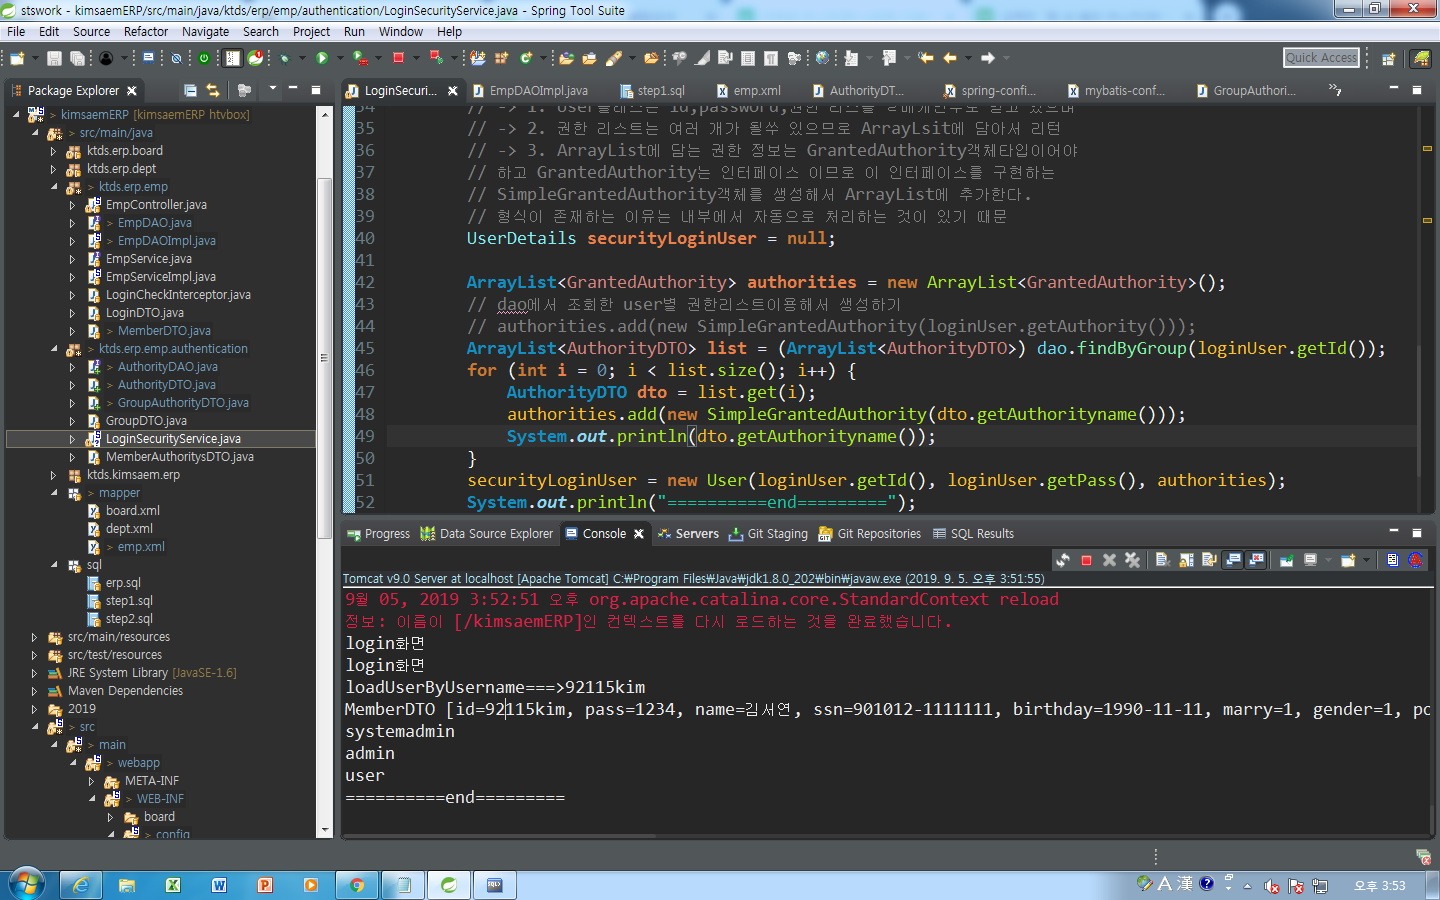 stswork - kimsaemERP/src/main/java/ktds/erp/emp/authentication/LoginSecurityService.java - Spring Tool Suite
File Edit Source Refactor Navigate Search Project Run Window Help
Quick Access
Package Explorer
> kimsaemERP [kimsaemERP htvbox]
> src/main/java
ktds.erp.board
ktds.erp.dept
> ktds.erp.emp
EmpController.java
> EmpDAO.java
> EmpDAOImpl.java
EmpService.java
EmpServiceImpl.java
LoginCheckInterceptor.java
LoginDTO.java
> MemberDTO.java
> ktds.erp.emp.authentication
> AuthorityDAO.java
> AuthorityDTO.java
> GroupAuthorityDTO.java
GroupDTO.java
LoginSecurityService.java
MemberAuthoritysDTO.java
ktds.kimsaem.erp
> mapper
board.xml
dept.xml
> emp.xml
sql
erp.sql
step1.sql
step2.sql
src/main/resources
src/test/resources
JRE System Library [JavaSE-1.6]
Maven Dependencies
2019
> src
> main
> webapp
META-INF
> WEB-INF
board
> config
LoginSecuri... EmpDAOImpl.java step1.sql emp.xml AuthorityDT... spring-confi... mybatis-conf... GroupAuthori... »7
34 // -> 1. User클래스는 id,password,권한 리스를 매개변수로 받고 있으며
35 // -> 2. 권한 리스트는 여러 개가 될수 있으므로 ArrayLsit에 담아서 리턴
36 // -> 3. ArrayList에 담는 권한 정보는 GrantedAuthority객체타입이어야
37 // 하고 GrantedAuthority는 인터페이스 이므로 이 인터페이스를 구현하는
38 // SimpleGrantedAuthority객체를 생성해서 ArrayList에 추가한다.
39 // 형식이 존재하는 이유는 내부에서 자동으로 처리하는 것이 있기 때문
40 UserDetails securityLoginUser = null;
41
42 ArrayList<GrantedAuthority> authorities = new ArrayList<GrantedAuthority>();
43 // dao에서 조회한 user별 권한리스트이용해서 생성하기
44 // authorities.add(new SimpleGrantedAuthority(loginUser.getAuthority()));
45 ArrayList<AuthorityDTO> list = (ArrayList<AuthorityDTO>) dao.findByGroup(loginUser.getId());
46 for (int i = 0; i < list.size(); i++) {
47 AuthorityDTO dto = list.get(i);
48 authorities.add(new SimpleGrantedAuthority(dto.getAuthorityname()));
49 System.out.println(dto.getAuthorityname());
50 }
51 securityLoginUser = new User(loginUser.getId(), loginUser.getPass(), authorities);
52 System.out.println("==========end=========");
Progress Data Source Explorer Console Servers Git Staging Git Repositories SQL Results
Tomcat v9.0 Server at localhost [Apache Tomcat] C:₩Program Files₩Java₩jdk1.8.0_202₩bin₩javaw.exe (2019. 9. 5. 오후 3:51:55)
9월 05, 2019 3:52:51 오후 org.apache.catalina.core.StandardContext reload
정보: 이름이 [/kimsaemERP]인 컨텍스트를 다시 로드하는 것을 완료했습니다.
login화면
login화면
loadUserByUsername===>92115kim
MemberDTO [id=92115kim, pass=1234, name=김서연, ssn=901012-1111111, birthday=1990-11-11, marry=1, gender=1, po
systemadmin
admin
user
==========end=========
A 漢
오후 3:53